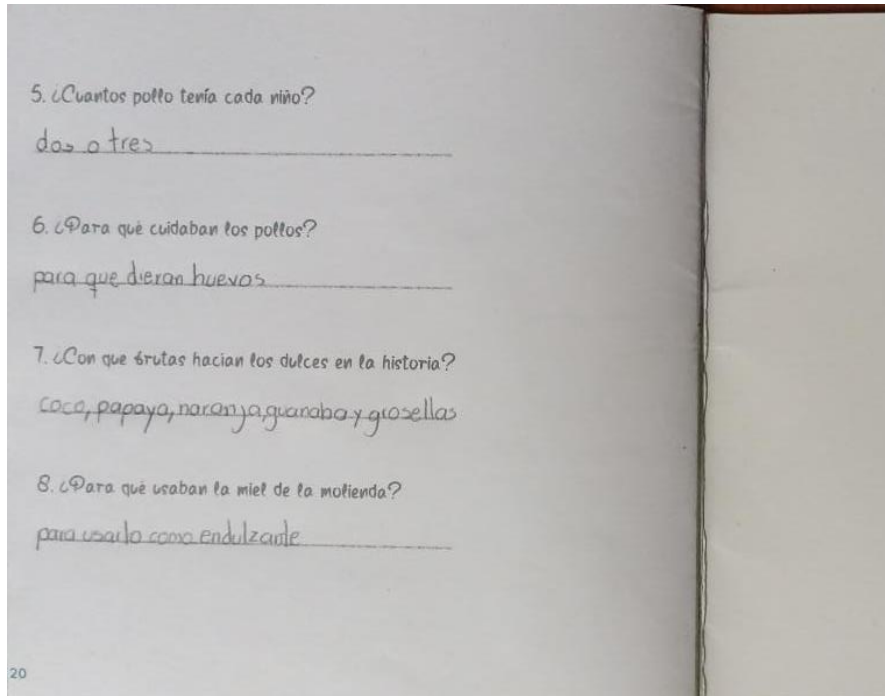 5. ¿Cuantos pollo tenía cada niño?
dos o tres
6. ¿Para qué cuidaban los pollos?
para que dieran huevos
7. ¿Con que frutas hacian los dulces en la historia?
coco, papaya, naranja, guanaba y grosellas
8. ¿Para qué usaban la miel de la molienda?
para usarlo como endulzante
20